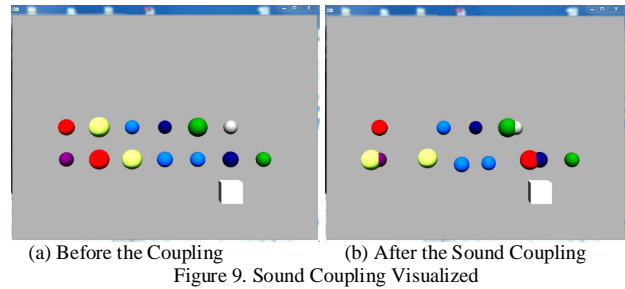 (a) Before the Coupling (b) After the Sound Coupling
Figure 9. Sound Coupling Visualized